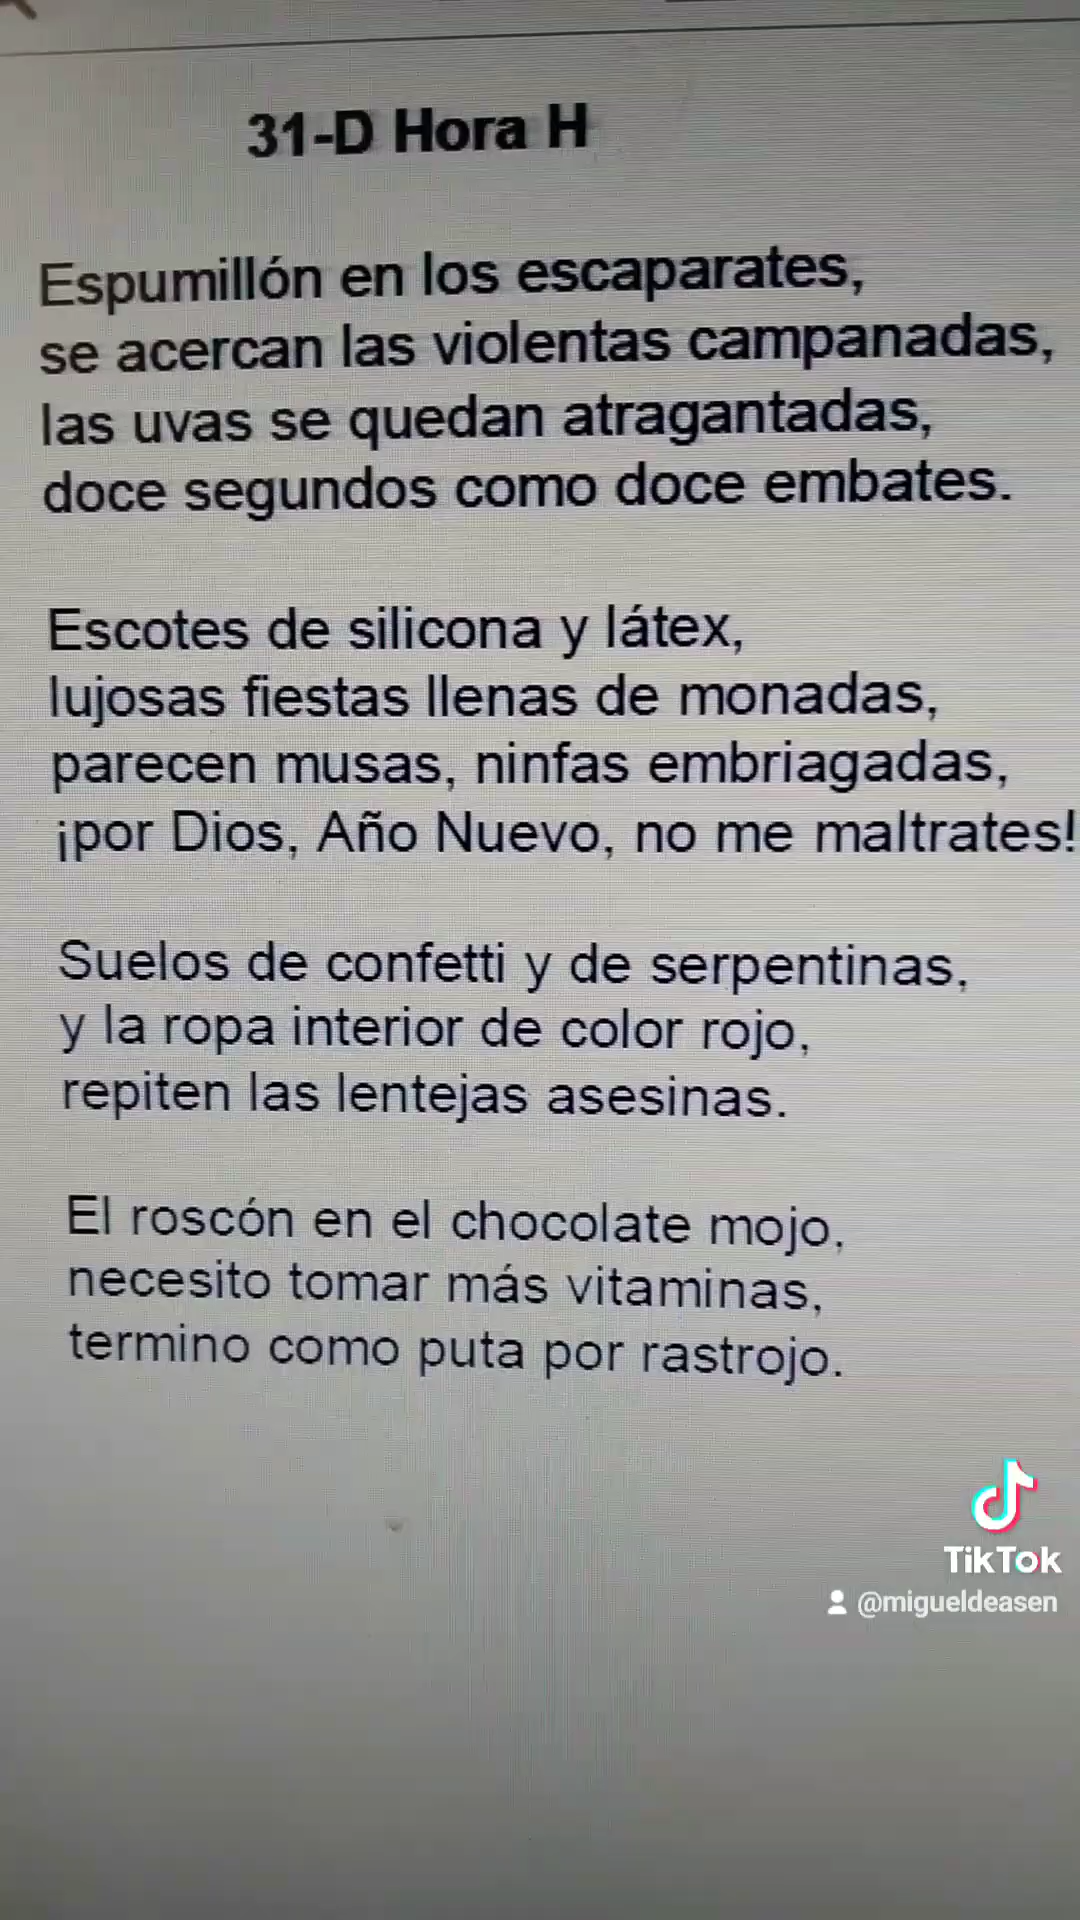 31-D Hora H
Espumillón en los escaparates,
se acercan las violentas campanadas,
las uvas se quedan atragantadas,
doce segundos como doce embates.
Escotes de silicona y látex,
lujosas fiestas llenas de monadas,
parecen musas, ninfas embriagadas,
¡por Dios, Año Nuevo, no me maltrates!
Suelos de confetti y de serpentinas,
y la ropa interior de color rojo,
repiten las lentejas asesinas.
El roscón en el chocolate mojo,
necesito tomar más vitaminas,
termino como puta por rastrojo.
TikTok
@migueldeasen